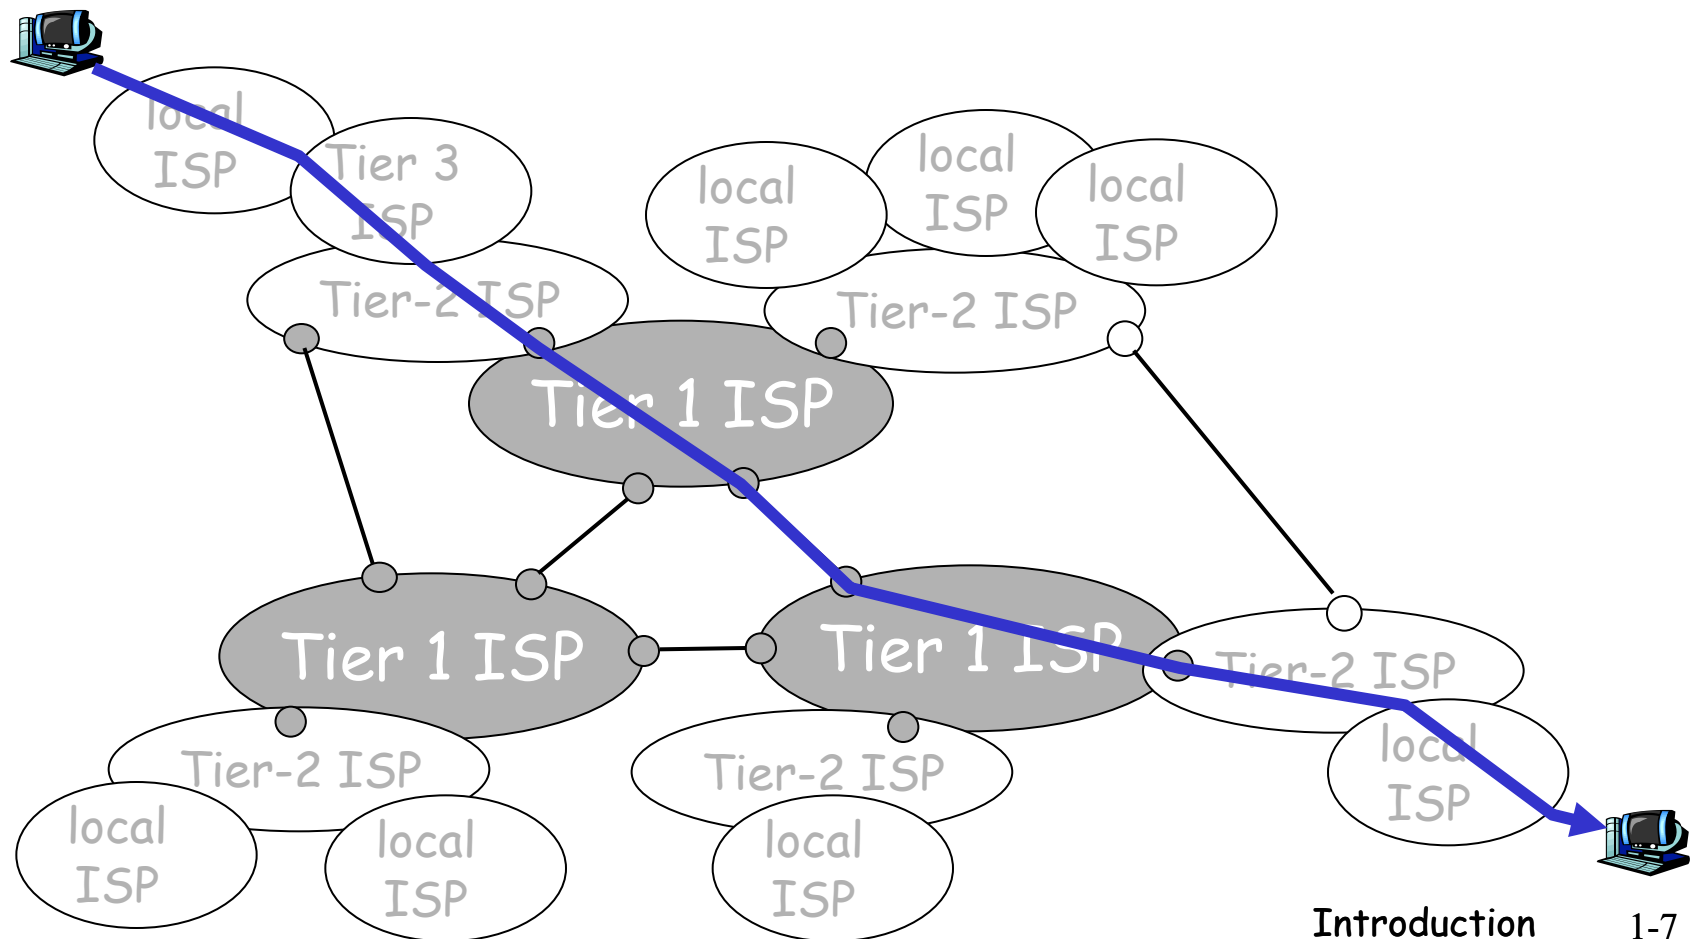 local
ISP
Tier 3
ISP
Tier-2 ISP
local
ISP
local
ISP
local
ISP
Tier-2 ISP
Tier 1 ISP
Tier 1 ISP
Tier 1 ISP
Tier-2 ISP
local
ISP
Tier-2 ISP
local
ISP
local
ISP
Tier-2 ISP
local
ISP
Introduction 1-7